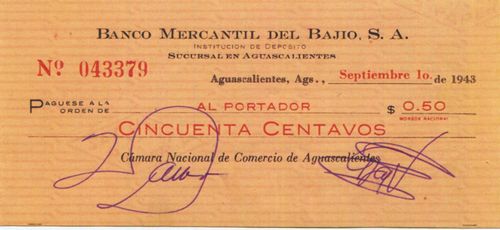 BANCO MERCANTIL DEL BAJIO, S. A.
INSTITUCION DE DEPOSITO
SUCURSAL EN AGUASCALIENTES
Nº 043379
Aguascalientes, Ags., Septiembre 1o. de 1943
PAGUESE A LA ORDEN DE AL PORTADOR $ 0.50
MONEDA NACIONAL
CINCUENTA CENTAVOS
Cámara Nacional de Comercio de Aguascalientes